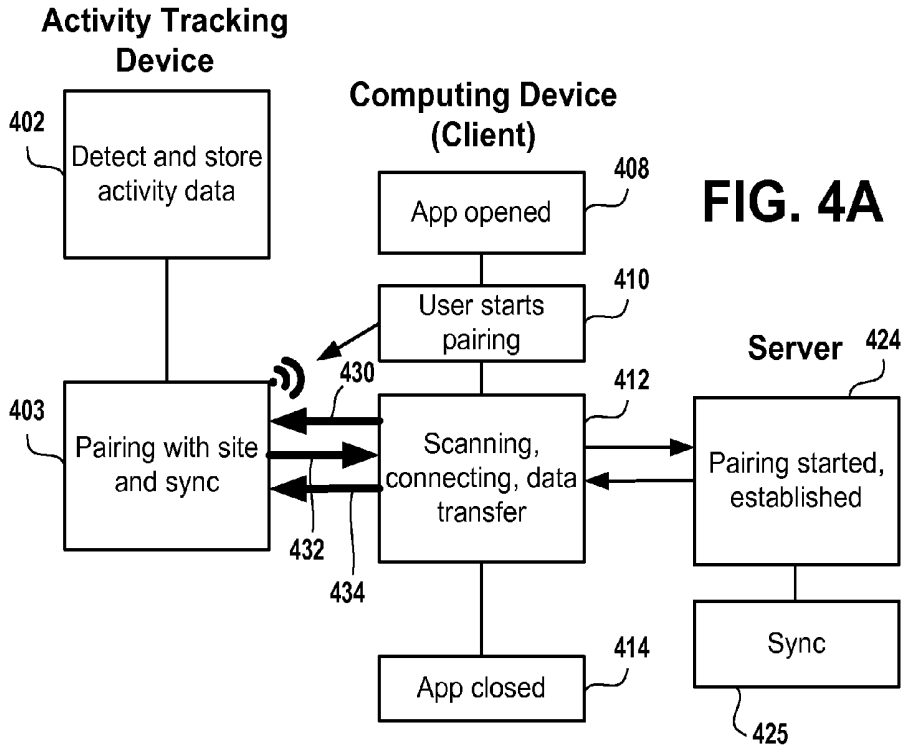 Activity Tracking
Device
402
Detect and store
activity data
Computing Device
(Client)
408
App opened
FIG. 4A
410
User starts
pairing
Server
424
430
412
403
Pairing with site
and sync
Scanning,
connecting, data
transfer
Pairing started,
established
432
434
414
App closed
Sync
425